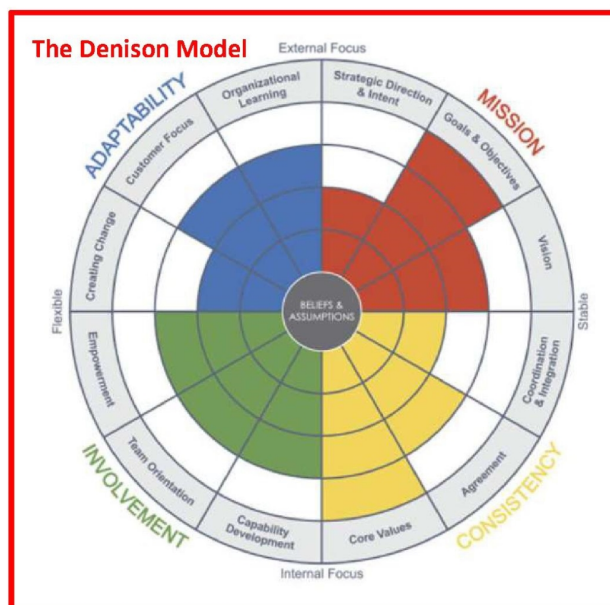 The Denison Model
External Focus
ADAPTABILITY
MISSION
Organizational
Learning
Strategic Direction
& Intent
Customer Focus
Goals & Objectives
Creating Change
Vision
Flexible
BELIEFS &
ASSUMPTIONS
Stable
Empowerment
Coordination
& Integration
Team Orientation
Agreement
Capability
Development
Core Values
INVOLVEMENT
CONSISTENCY
Internal Focus